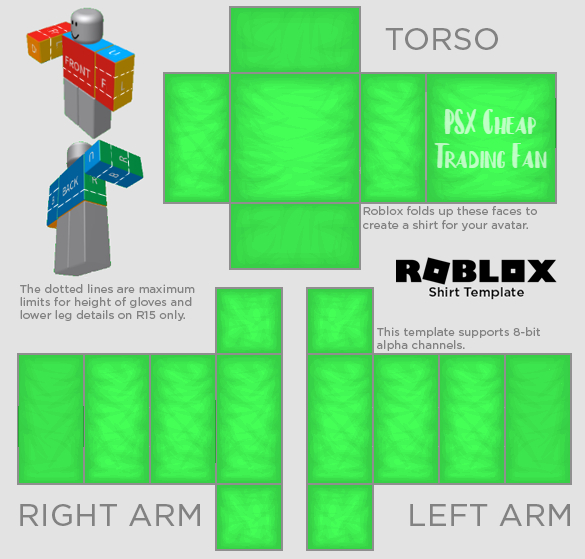 TORSO
FRONT
F
L
U
R
D
PSX CHEAP
TRADING FAN
U
R
B
BACK
R
Roblox folds up these faces to
create a shirt for your avatar.
ROBLOX
Shirt Template
The dotted lines are maximum
limits for height of gloves and
lower leg details on R15 only.
This template supports 8-bit
alpha channels.
RIGHT ARM
LEFT ARM